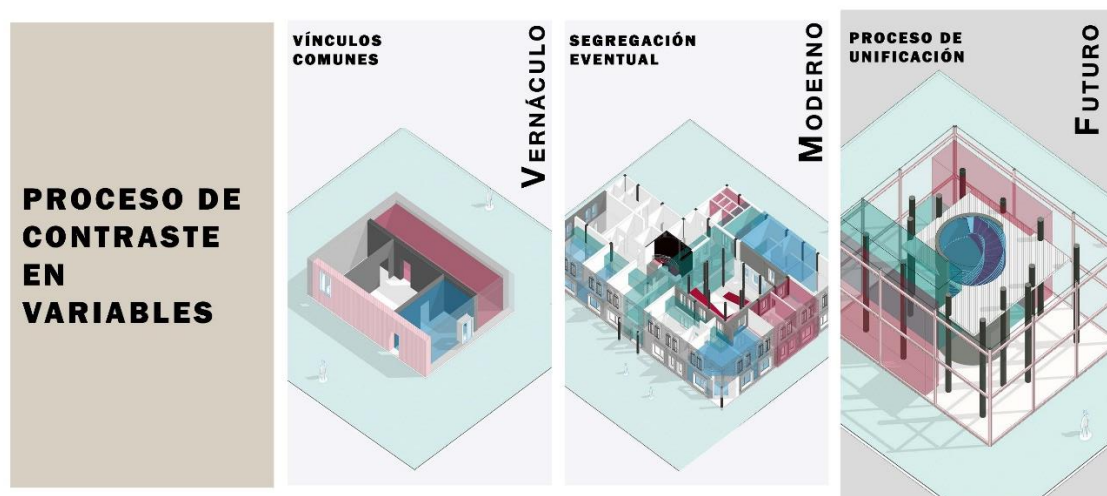 PROCESO DE
CONTRASTE
EN
VARIABLES
VÍNCULOS
COMUNES
VERNÁCULO
SEGREGACIÓN
EVENTUAL
MODERNO
PROCESO DE
UNIFICACIÓN
FUTURO